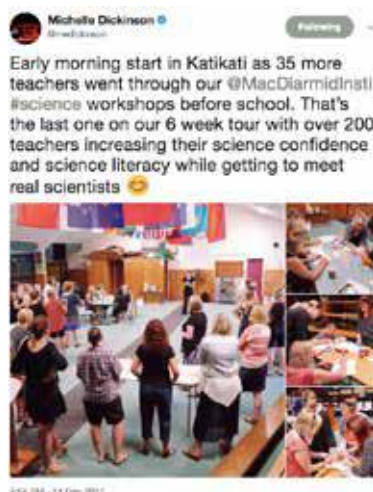 Michelle Dickinson
Following
Early morning start in Katikati as 35 more
teachers went through our @MacDiarmidInsti
#science workshops before school. That's
the last one on our 6 week tour with over 200
teachers increasing their science confidence
and science literacy while getting to meet
real scientists 😊